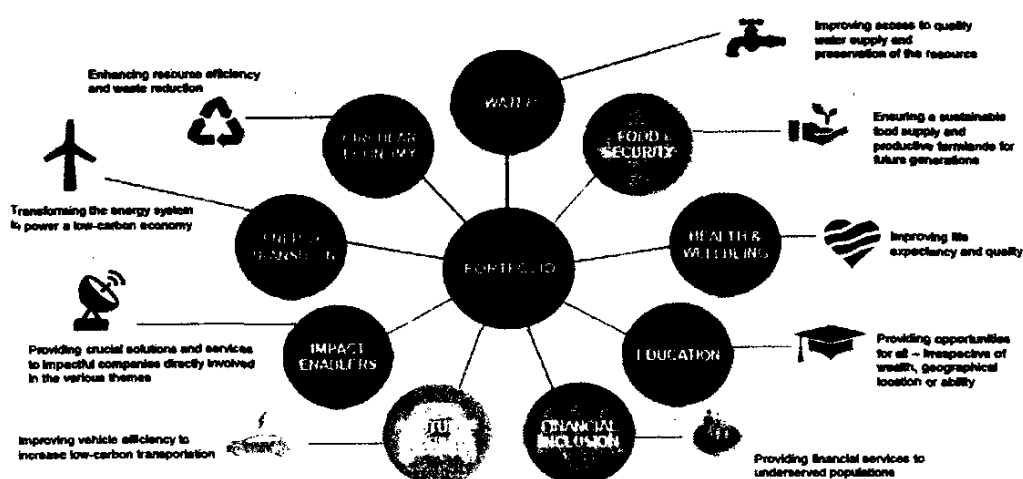 Improving access to quality
water supply and
preservation of the resource
Enhancing resource efficiency
and waste reduction
WATER
CIRCULAR
ECONOMY
FOOD
SECURITY
Ensuring a sustainable
food supply and
productive farmlands for
future generations
Transforming the energy system
to power a low-carbon economy
ENERGY
TRANSITION
PORTFOLIO
HEALTH &
WELLBEING
Improving life
expectancy and quality
Providing crucial solutions and services
to impactful companies directly involved
in the various themes
IMPACT
ENABLERS
EDUCATION
Providing opportunities
for all – irrespective of
wealth, geographical
location or ability
Improving vehicle efficiency to
increase low-carbon transportation
FINANCIAL
INCLUSION
Providing financial services to
underserved populations